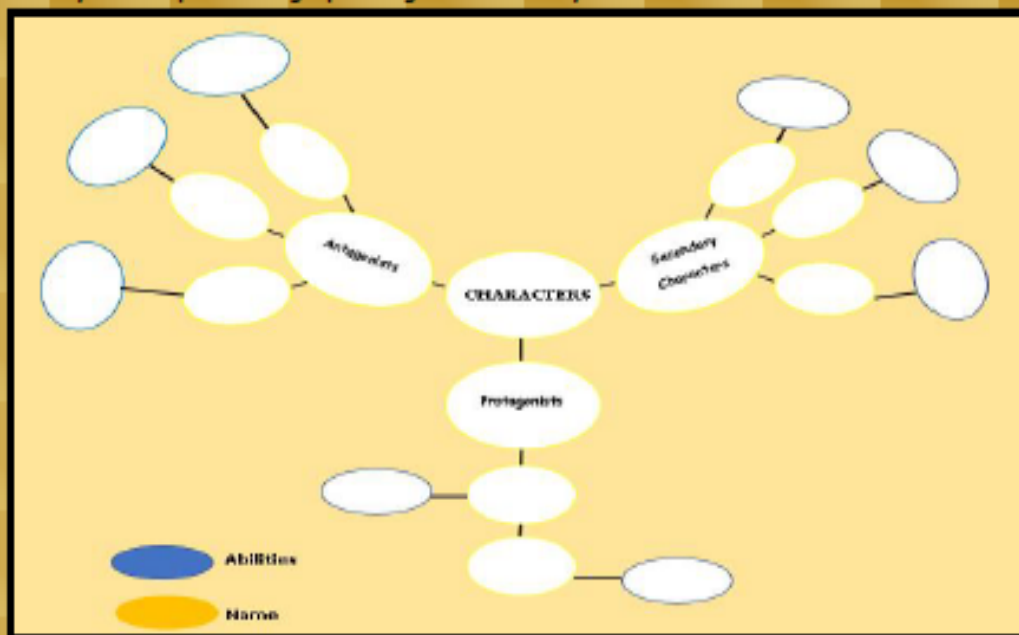 Antagonists
Secondary
Characters
CHARACTERS
Protagonists
Abilities
Name